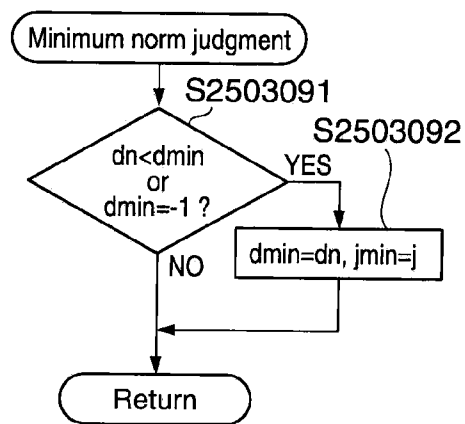 Minimum norm judgment
S2503091
S2503092
dn<dmin
or
dmin=-1 ?
YES
dmin=dn, jmin=j
NO
Return